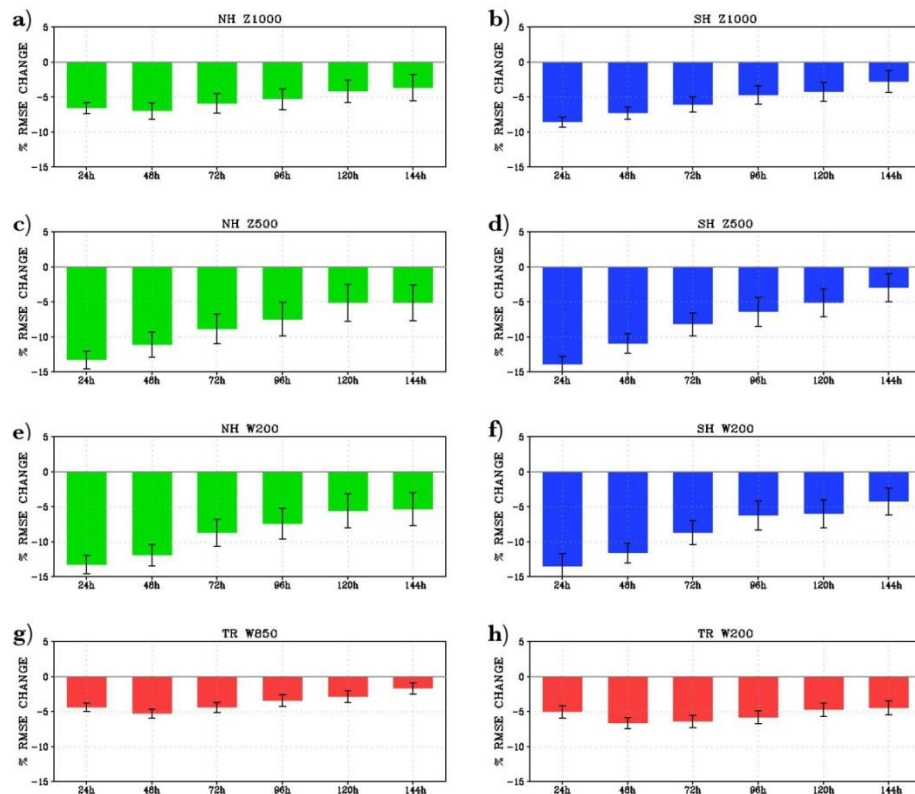 a) NH Z1000
% RMSE CHANGE
5
0
-5
-10
-15
24h 48h 72h 96h 120h 144h
b) SH Z1000
% RMSE CHANGE
5
0
-5
-10
-15
24h 48h 72h 96h 120h 144h
c) NH Z500
% RMSE CHANGE
5
0
-5
-10
-15
24h 48h 72h 96h 120h 144h
d) SH Z500
% RMSE CHANGE
5
0
-5
-10
-15
24h 48h 72h 96h 120h 144h
e) NH W200
% RMSE CHANGE
5
0
-5
-10
-15
24h 48h 72h 96h 120h 144h
f) SH W200
% RMSE CHANGE
5
0
-5
-10
-15
24h 48h 72h 96h 120h 144h
g) TR W850
% RMSE CHANGE
5
0
-5
-10
-15
24h 48h 72h 96h 120h 144h
h) TR W200
% RMSE CHANGE
5
0
-5
-10
-15
24h 48h 72h 96h 120h 144h